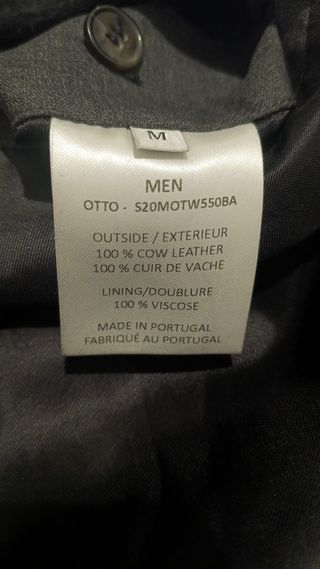 M
MEN
OTTO - S20MOTW550BA
OUTSIDE / EXTERIEUR
100 % COW LEATHER
100 % CUIR DE VACHE
LINING/DOUBLURE
100 % VISCOSE
MADE IN PORTUGAL
FABRIQUÉ AU PORTUGAL